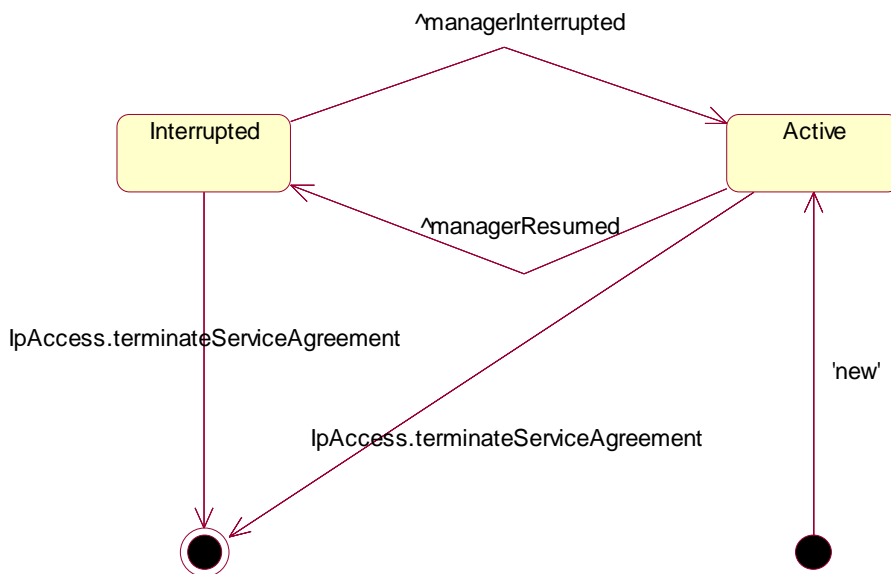 ^managerInterrupted
Interrupted
Active
^managerResumed
IpAccess.terminateServiceAgreement
'new'
IpAccess.terminateServiceAgreement